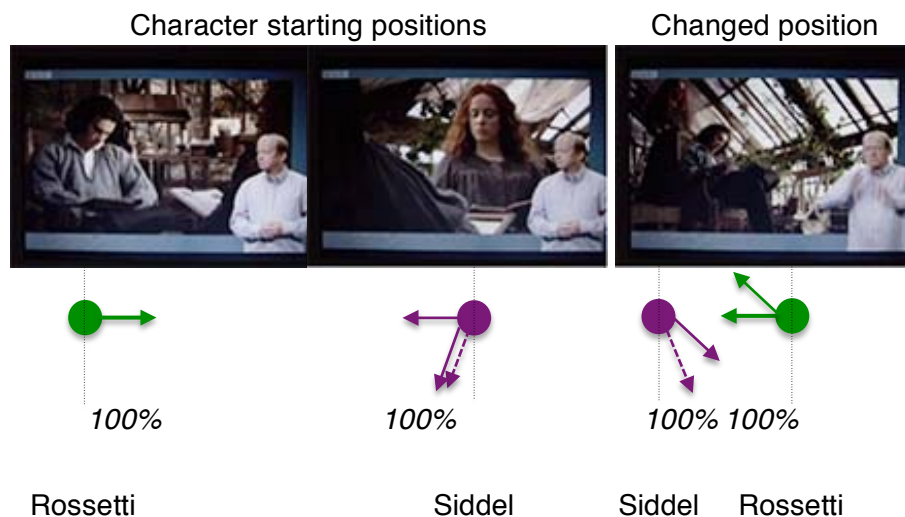 Character starting positions
Changed position
100%
100%
100% 100%
Rossetti
Siddel
Siddel
Rossetti